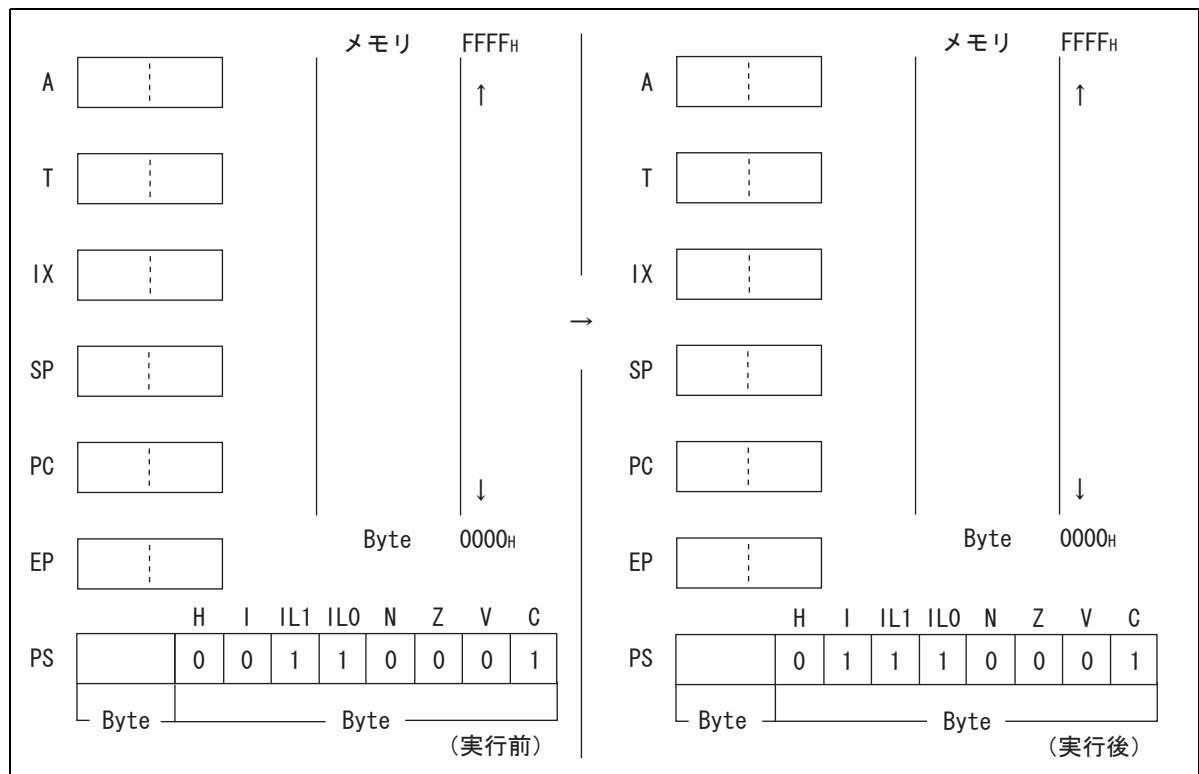 メモリ FFFFH
A
↑
T
IX
SP
PC
↓
Byte 0000H
EP
H I IL1 IL0 N Z V C
PS 0 0 1 1 0 0 0 1
Byte Byte
(実行前)
→
メモリ FFFFH
A
↑
T
IX
SP
PC
↓
Byte 0000H
EP
H I IL1 IL0 N Z V C
PS 0 1 1 1 0 0 0 1
Byte Byte
(実行後)